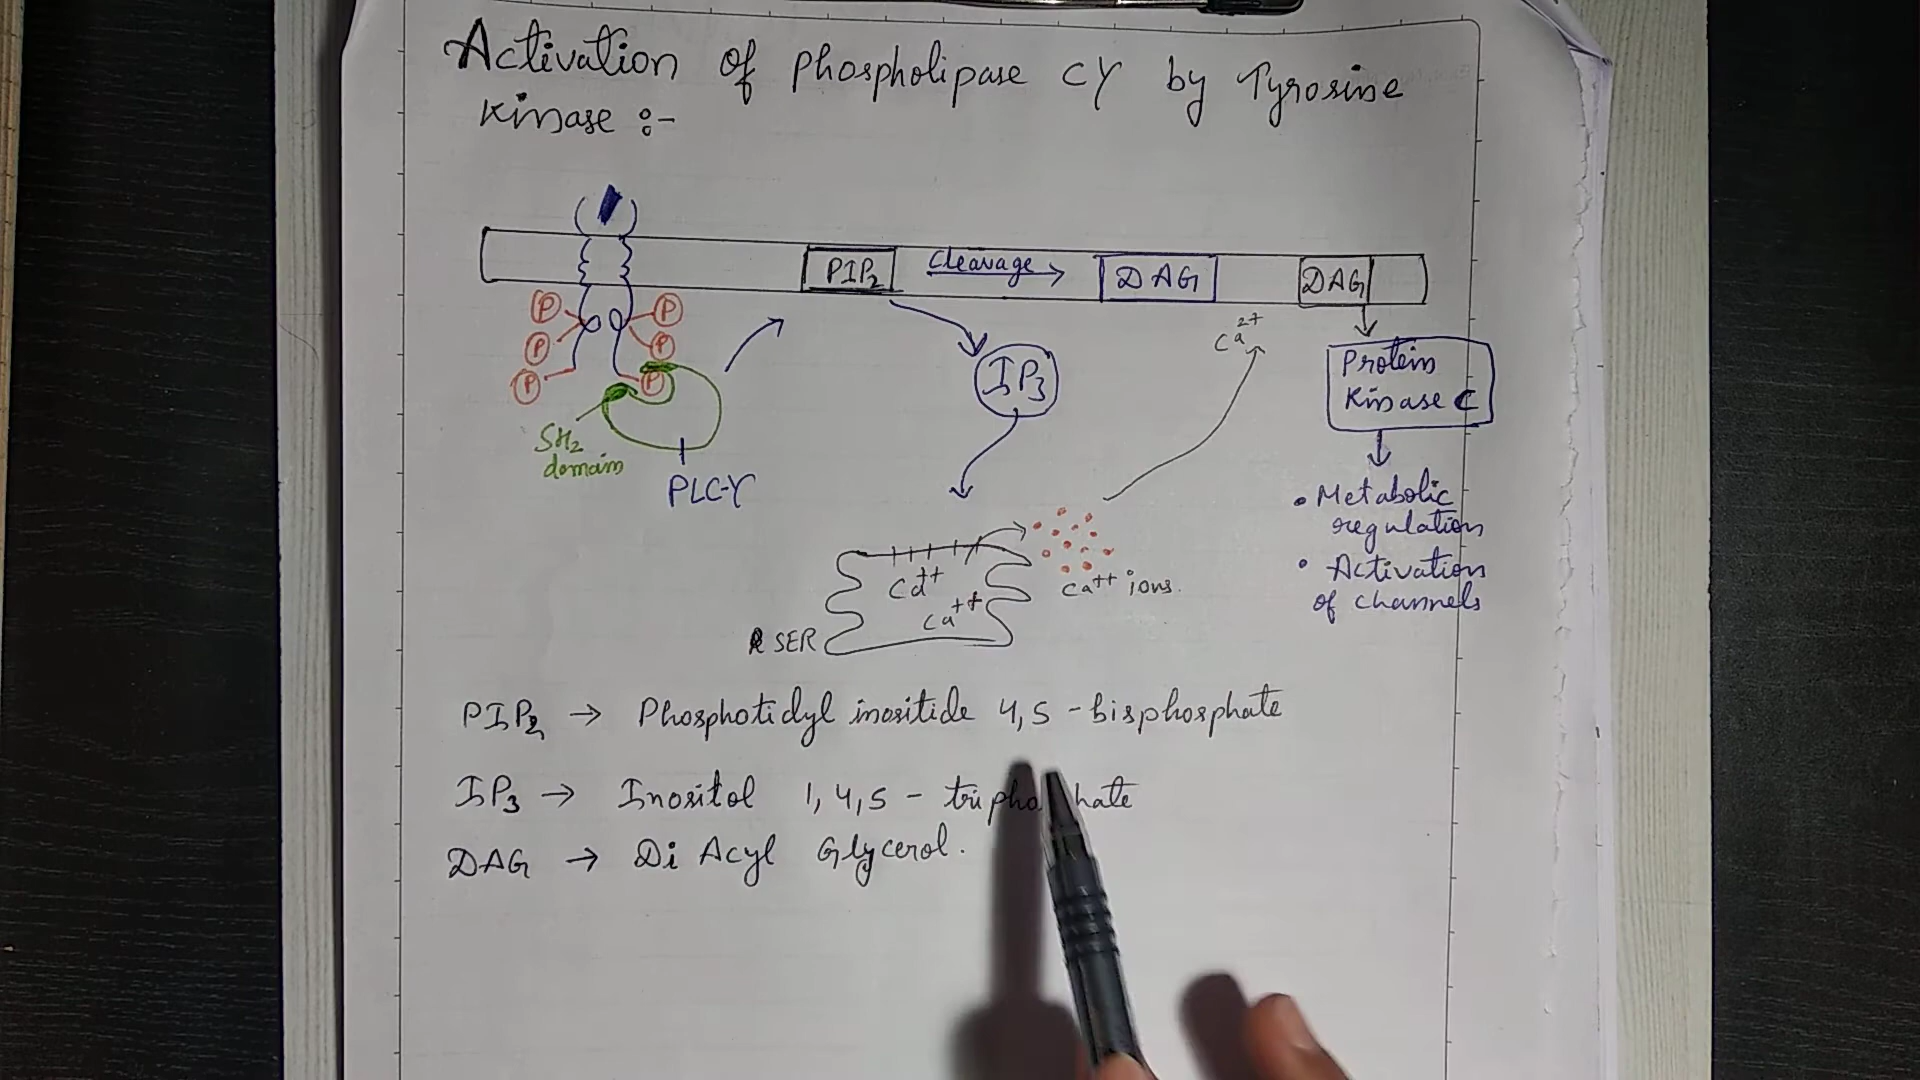 Activation of phospholipase Cγ by Tyrosine
Kinase :-
PIP2
Cleavage
DAG
DAG
P
P
P
P
P
P
Ca2+
IP3
Protein
Kinase C
SH2
domain
PLC-γ
• Metabolic
regulation
• Activation
of channels
Ca++
Ca++
Ca++ ions.
SER
PIP2 → Phosphotidyl inositide 4,5 - bisphosphate
IP3 → Inositol 1,4,5 - triphosphate
DAG → Di Acyl Glycerol.